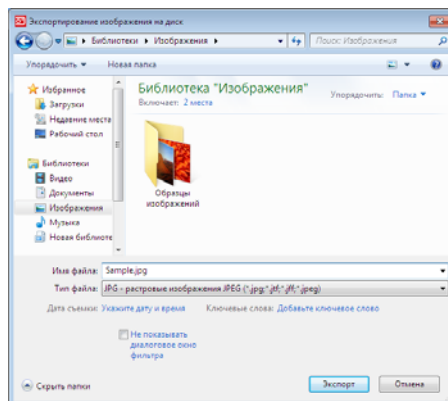 Экспортирование изображения на диск
Библиотеки Изображения
Поиск: Изображения
Упорядочить Новая папка
Избранное
Загрузки
Недавние места
Рабочий стол
Библиотеки
Видео
Документы
Изображения
Музыка
Новая библиоте
Библиотека "Изображения"
Включает: 2 места
Упорядочить: Папка
Образцы
изображений
Имя файла: Sample.jpg
Тип файла: JPG - растровые изображения JPEG (*.jpg;*.jtf;*.jff;*.jpeg)
Дата съемки: Укажите дату и время Ключевые слова: Добавьте ключевое слово
Не показывать
диалоговое окно
фильтра
Скрыть папки
Экспорт
Отмена